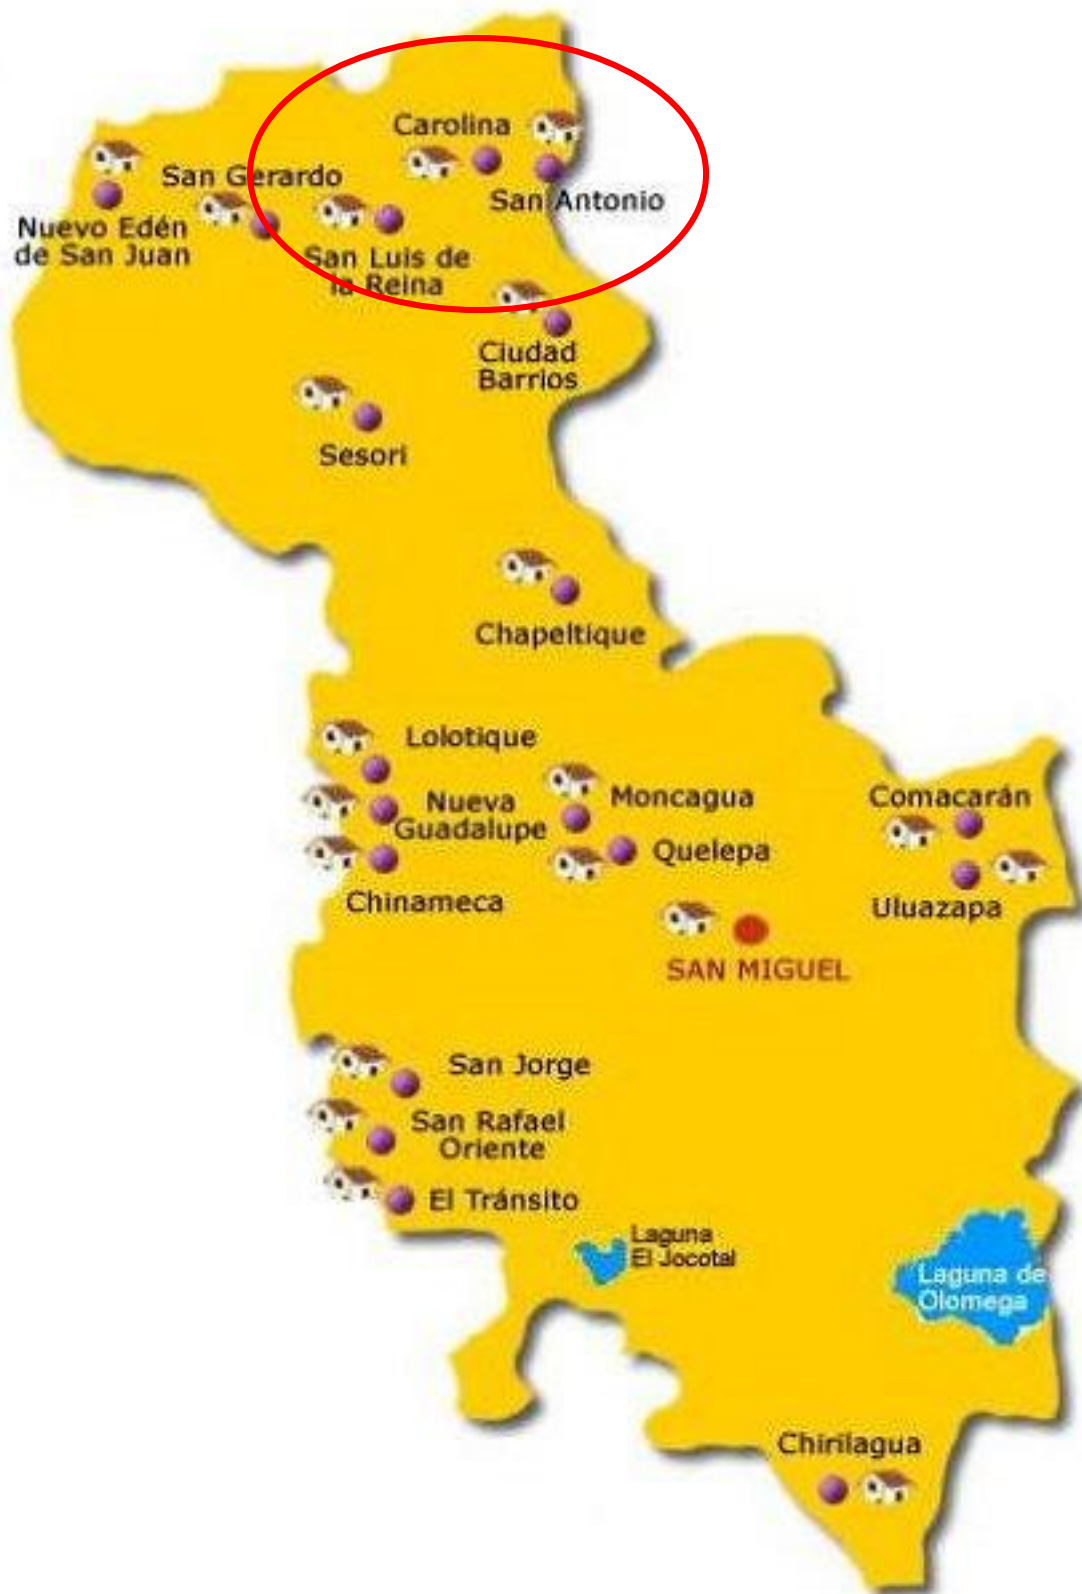 Carolina
San Gerardo
San Antonio
Nuevo Edén
de San Juan
San Luis de
la Reina
Ciudad
Barrios
Sesori
Chapeltique
Lolotique
Nueva
Guadalupe
Moncagua
Comacarán
Quelepa
Chinameca
Uluazapa
SAN MIGUEL
San Jorge
San Rafael
Oriente
El Tránsito
Laguna
El Jocotal
Laguna de
Olomega
Chirilagua